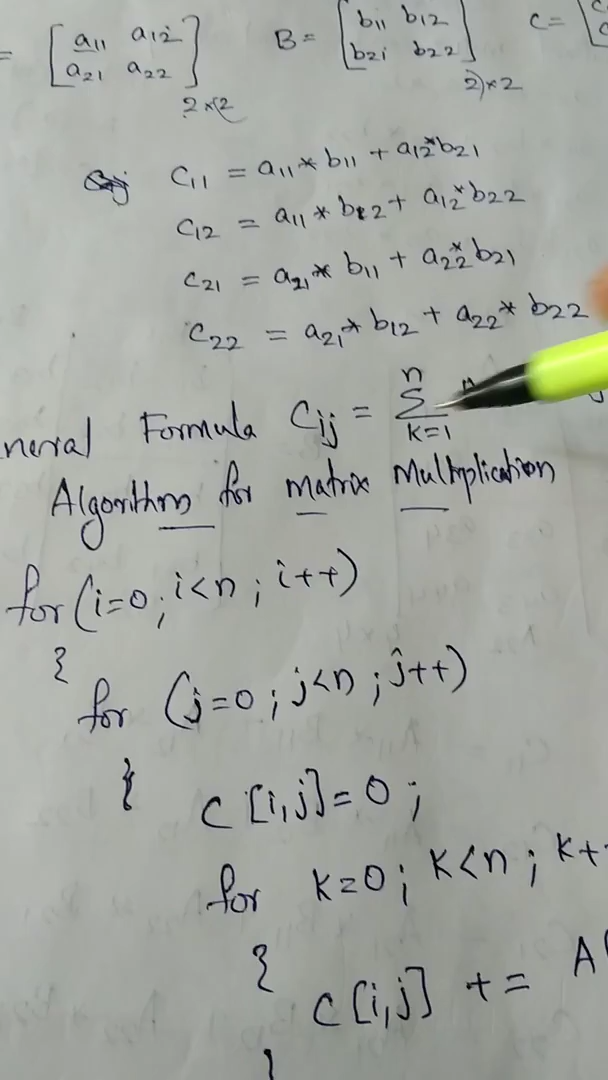 = [a11 a12 B = [b11 b12 C = [
a21 a22] b21 b22]
2×2 2×2
C11 = a11 * b11 + a12*b21
C12 = a11 * b12 + a12*b22
C21 = a21* b11 + a22*b21
C22 = a21* b12 + a22* b22
neral Formula Cij = n Σ k=1
Algorithm for matrix Multiplication
for (i=0; i<n; i++)
{
for (j=0; j<n; j++)
{ C[i,j]=0;
for k=0; k<n; k+
{
C[i,j] += A[
}